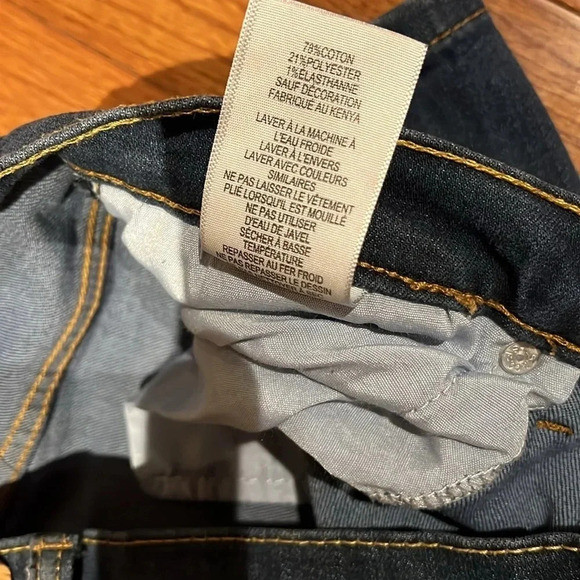 78%COTON
21%POLYESTER
1%ÉLASTHANNE
SAUF DÉCORATION
FABRIQUÉ AU KENYA
LAVER À LA MACHINE À
L'EAU FROIDE
LAVER À L'ENVERS
LAVER AVEC COULEURS
SIMILAIRES
NE PAS LAISSER LE VÊTEMENT
PLIÉ LORSQU'IL EST MOUILLÉ
NE PAS UTILISER
D'EAU DE JAVEL
SÉCHER À BASSE
TEMPÉRATURE
REPASSER AU FER FROID
NE PAS REPASSER LE DESSIN